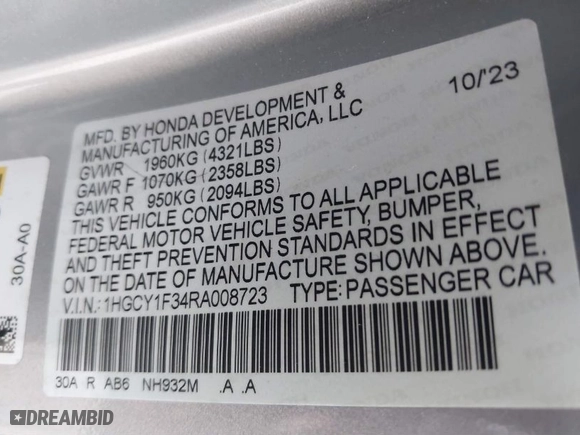 10/'23
MFD. BY HONDA DEVELOPMENT &
MANUFACTURING OF AMERICA, LLC
GVWR 1960KG (4321LBS)
GAWR F 1070KG (2358LBS)
GAWR R 950KG (2094LBS)
THIS VEHICLE CONFORMS TO ALL APPLICABLE
FEDERAL MOTOR VEHICLE SAFETY, BUMPER,
AND THEFT PREVENTION STANDARDS IN EFFECT
ON THE DATE OF MANUFACTURE SHOWN ABOVE.
V.I.N.: 1HGCY1F34RA008723 TYPE: PASSENGER CAR
30A R AB6 NH932M .A .A
30A-A0
DREAMBID